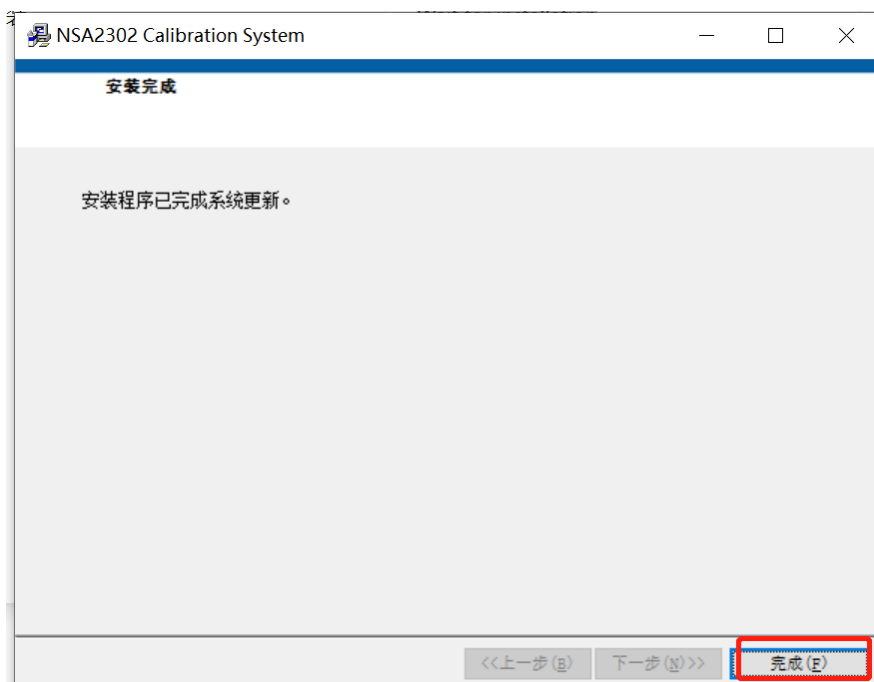 NSA2302 Calibration System
安装完成
安装程序已完成系统更新。
<<上一步(B)
下一步(N)>>
完成(F)